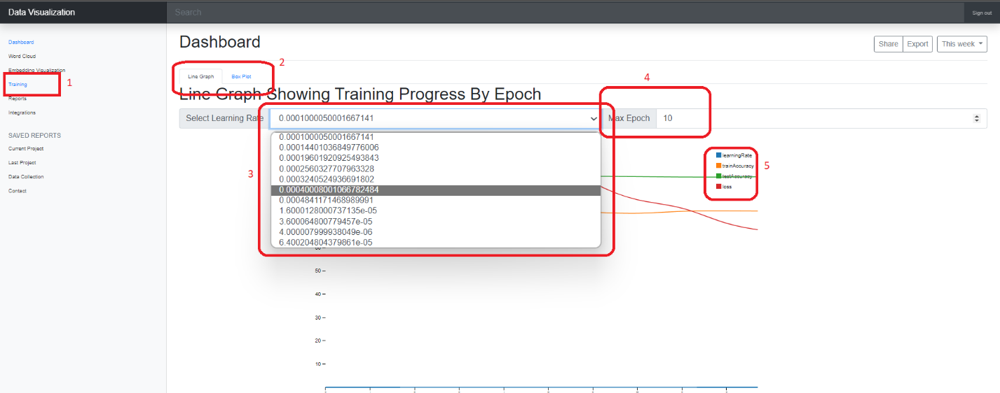 Data Visualization
Search
Sign out
Dashboard
Word Cloud
Embedding Visualization
Training
1
Reports
Integrations
SAVED REPORTS
Current Project
Last Project
Data Collection
Contact
Dashboard
Share
Export
This week
2
Line Graph
Box Plot
Line Graph Showing Training Progress By Epoch
4
Select Learning Rate
0.0001000050001667141
Max Epoch
10
3
0.0001000050001667141
0.00014401036849776006
0.00019601920925493843
0.0002560327707963328
0.0003240524936691802
0.00040008001066782484
0.0004841171468989991
1.6000128000737135e-05
3.600064800779457e-05
4.000007999938049e-06
6.400204804379861e-05
learningRate
trainAccuracy
testAccuracy
loss
5
50
40
30
20
10